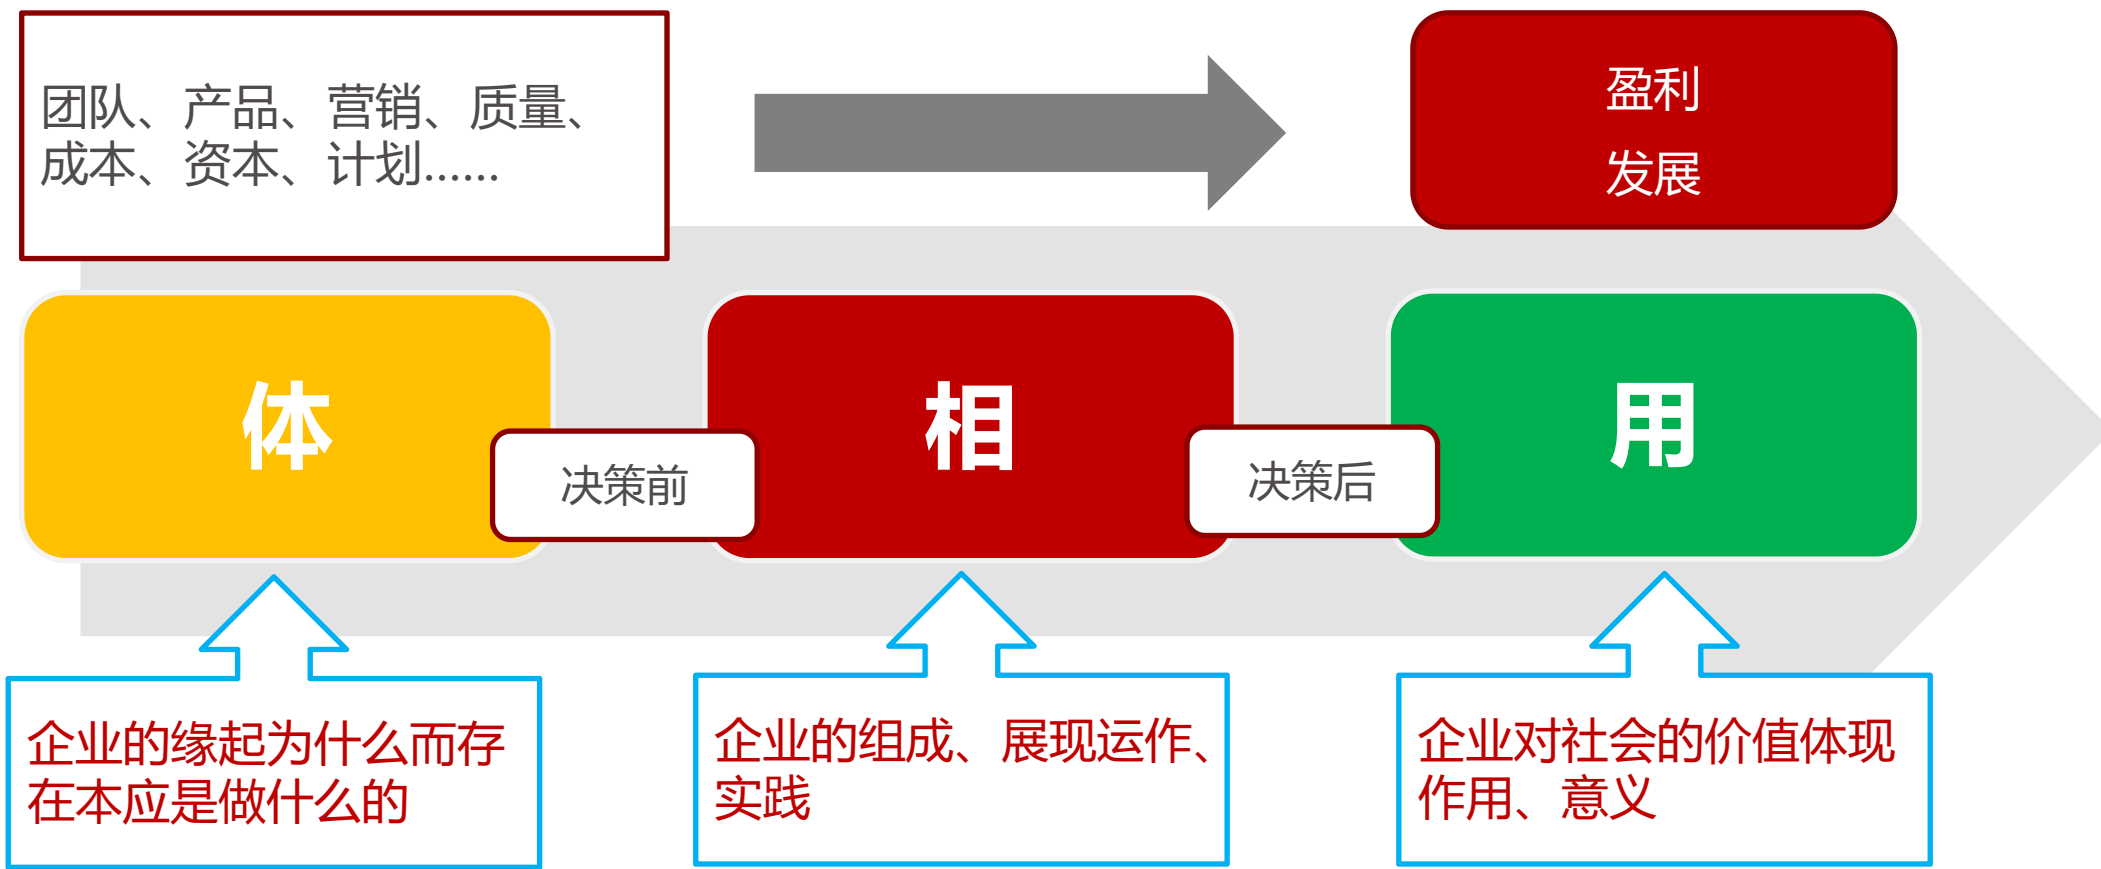 团队、产品、营销、质量、
成本、资本、计划……
盈利
发展
体
决策前
相
决策后
用
企业的缘起为什么而存
在本应是做什么的
企业的组成、展现运作、
实践
企业对社会的价值体现
作用、意义